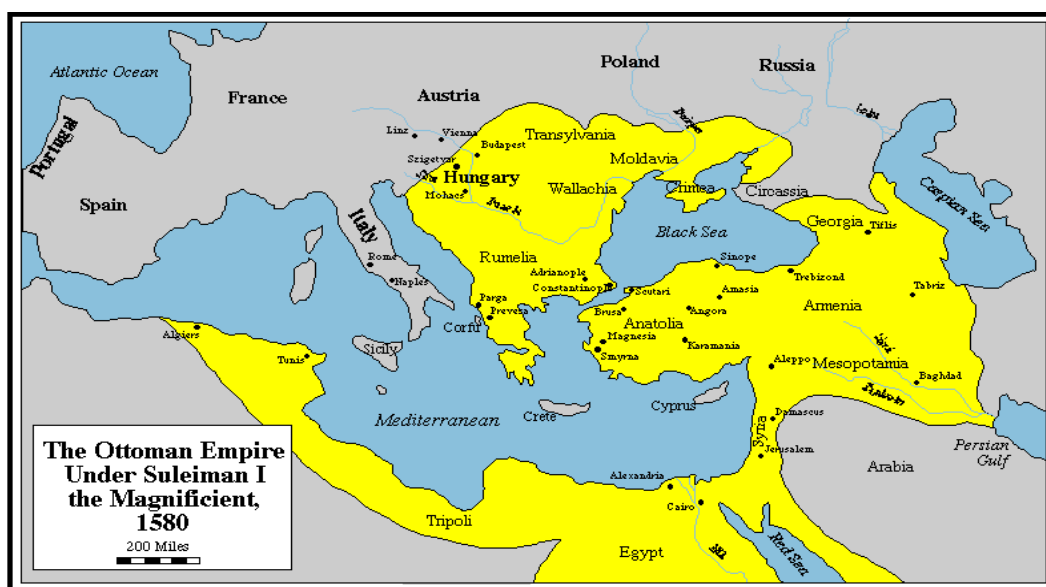 Atlantic Ocean
Portugal
Spain
France
Austria
Poland
Russia
Linz
Vienna
Budapest
Szigetvar
Hungary
Mohacs
Transylvania
Moldavia
Wallachia
Dnieper
Crimea
Circassia
Caspian Sea
Georgia
Tiflis
Black Sea
Italy
Rome
Naples
Rumelia
Adrianople
Constantinople
Scutari
Sinope
Trebizond
Amasia
Armenia
Tabriz
Parga
Prevesa
Corfu
Brusa
Anatolia
Angora
Magnesia
Smyrna
Karamania
Algiers
Tunis
Sicily
Aleppo
Mesopotamia
Baghdad
Mediterranean
Crete
Cyprus
Syria
Damascus
Jerusalem
Persian
Gulf
Arabia
Alexandria
Cairo
Tripoli
Egypt
Nile
Red Sea
The Ottoman Empire
Under Suleiman I
the Magnificient,
1580
200 Miles